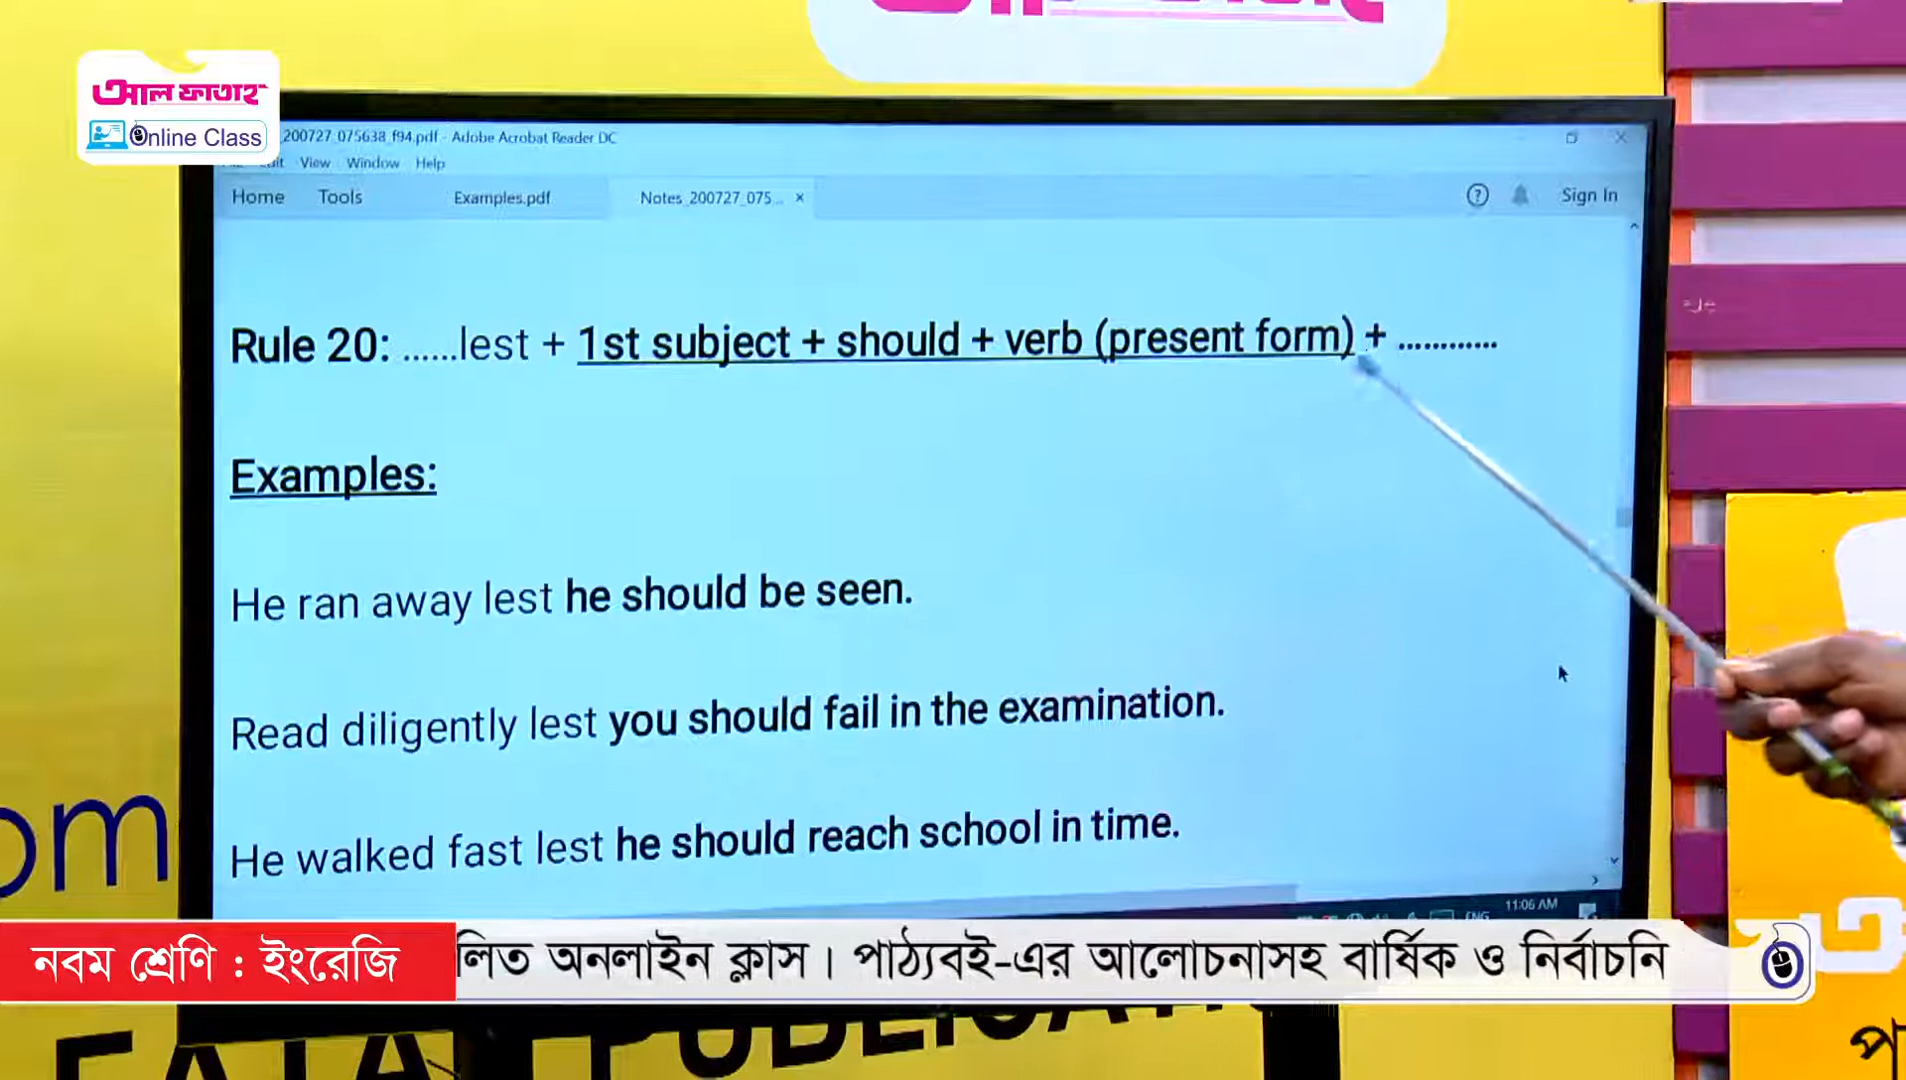 আল ফাতাহ
Online Class
_200727_075638_f94.pdf - Adobe Acrobat Reader DC
View Window Help
Home Tools Examples.pdf Notes_200727_075... × Sign In
Rule 20: ......lest + 1st subject + should + verb (present form) + ............
Examples:
He ran away lest he should be seen.
Read diligently lest you should fail in the examination.
He walked fast lest he should reach school in time.
ENG 11:06 AM
om
নবম শ্রেণি : ইংরেজি
লিত অনলাইন ক্লাস । পাঠ্যবই-এর আলোচনাসহ বার্ষিক ও নির্বাচনি